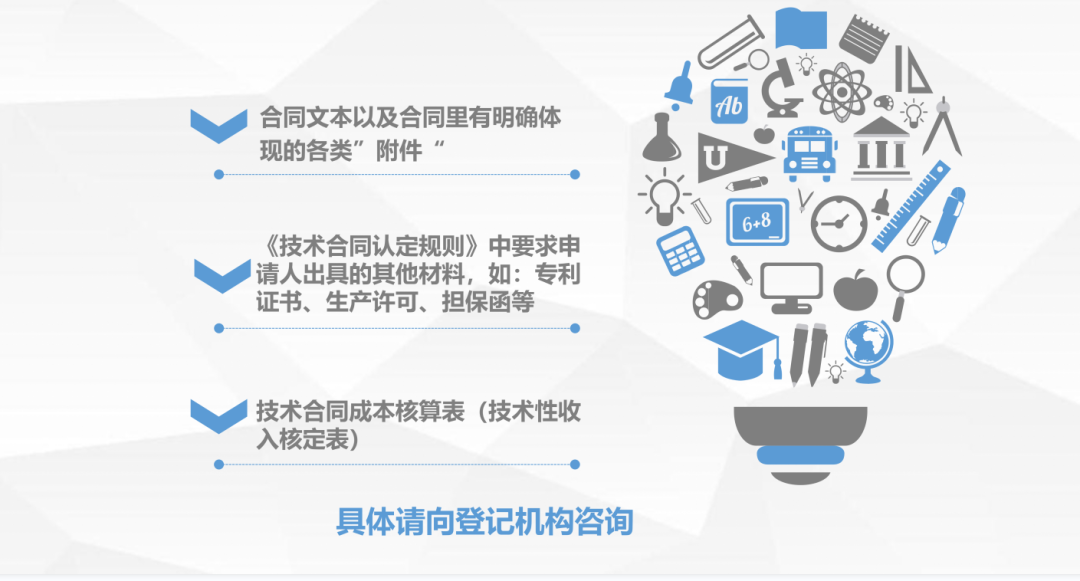 合同文本以及合同里有明确体
现的各类”附件“
《技术合同认定规则》中要求申
请人出具的其他材料，如：专利
证书、生产许可、担保函等
技术合同成本核算表（技术性收
入核定表）
具体请向登记机构咨询
Ab
U
6+8